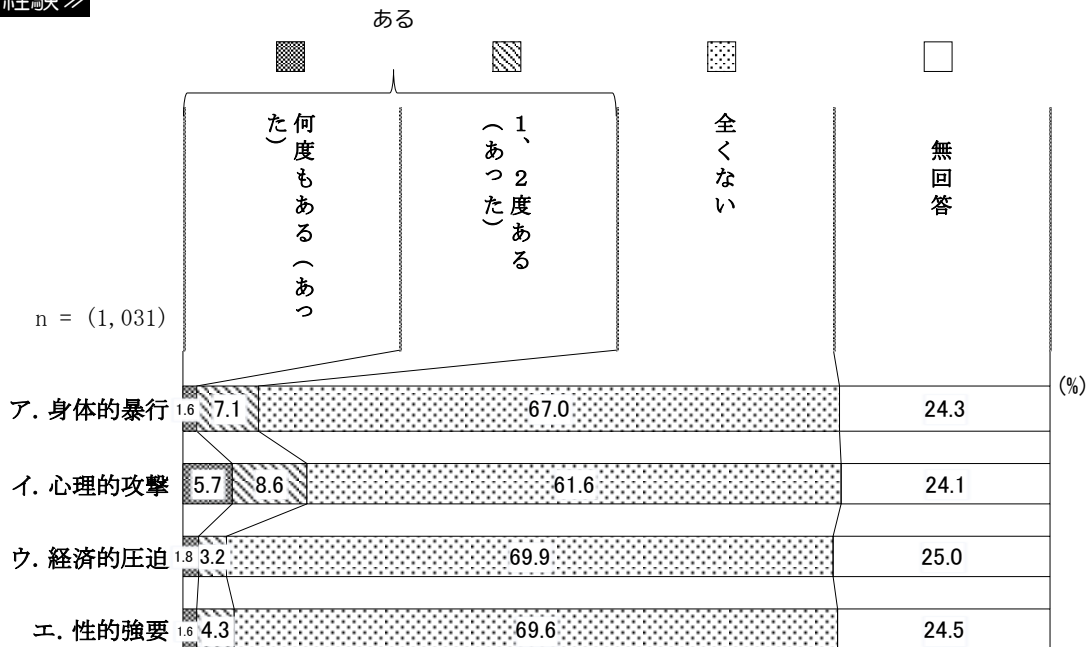 ある
何度もある（あっ
た）
１、２度ある
（あった）
全くない
無回答
n = (1,031)
(%)
ア．身体的暴行 1.6 7.1 67.0 24.3
イ．心理的攻撃 5.7 8.6 61.6 24.1
ウ．経済的圧迫 1.8 3.2 69.9 25.0
エ．性的強要 1.6 4.3 69.6 24.5